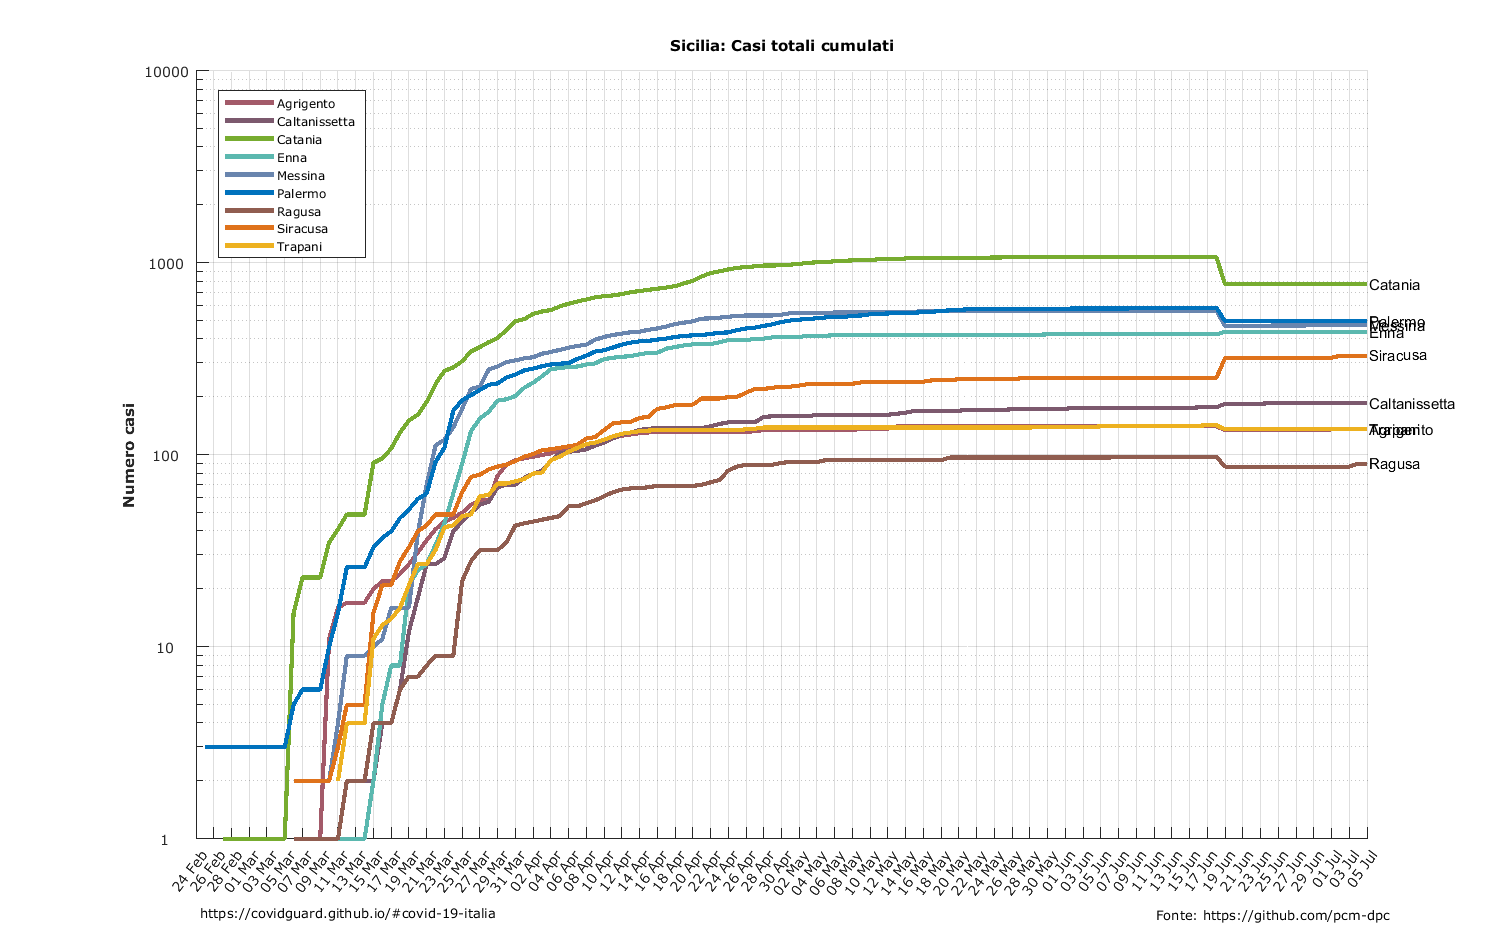 Sicilia: Casi totali cumulati
Numero casi
10000
1000
100
10
1
Agrigento
Caltanissetta
Catania
Enna
Messina
Palermo
Ragusa
Siracusa
Trapani
Catania
Palermo
Messina
Enna
Siracusa
Caltanissetta
Trapani
Agrigento
Ragusa
24 Feb
26 Feb
28 Feb
01 Mar
03 Mar
05 Mar
07 Mar
09 Mar
11 Mar
13 Mar
15 Mar
17 Mar
19 Mar
21 Mar
23 Mar
25 Mar
27 Mar
29 Mar
31 Mar
02 Apr
04 Apr
06 Apr
08 Apr
10 Apr
12 Apr
14 Apr
16 Apr
18 Apr
20 Apr
22 Apr
24 Apr
26 Apr
28 Apr
30 Apr
02 May
04 May
06 May
08 May
10 May
12 May
14 May
16 May
18 May
20 May
22 May
24 May
26 May
28 May
30 May
01 Jun
03 Jun
05 Jun
07 Jun
09 Jun
11 Jun
13 Jun
15 Jun
17 Jun
19 Jun
21 Jun
23 Jun
25 Jun
27 Jun
29 Jun
01 Jul
03 Jul
05 Jul
https://covidguard.github.io/#covid-19-italia
Fonte: https://github.com/pcm-dpc